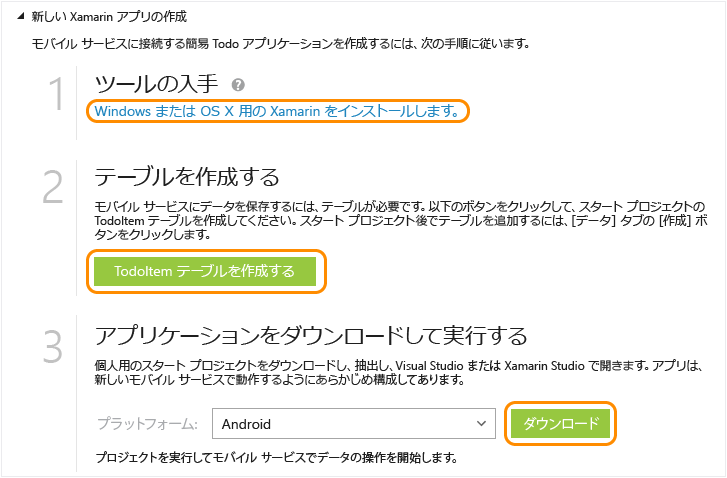 新しい Xamarin アプリの作成
モバイル サービスに接続する簡易 Todo アプリケーションを作成するには、次の手順に従います。
1
ツールの入手 ?
Windows または OS X 用の Xamarin をインストールします。
2
テーブルを作成する
モバイル サービスにデータを保存するには、テーブルが必要です。以下のボタンをクリックして、スタート プロジェクトの
TodoItem テーブルを作成してください。スタート プロジェクト後でテーブルを追加するには、[データ] タブの [作成] ボ
タンをクリックします。
TodoItem テーブルを作成する
3
アプリケーションをダウンロードして実行する
個人用のスタート プロジェクトをダウンロードし、抽出し、Visual Studio または Xamarin Studio で開きます。アプリは、
新しいモバイル サービスで動作するようにあらかじめ構成してあります。
プラットフォーム: Android ダウンロード
プロジェクトを実行してモバイル サービスでデータの操作を開始します。